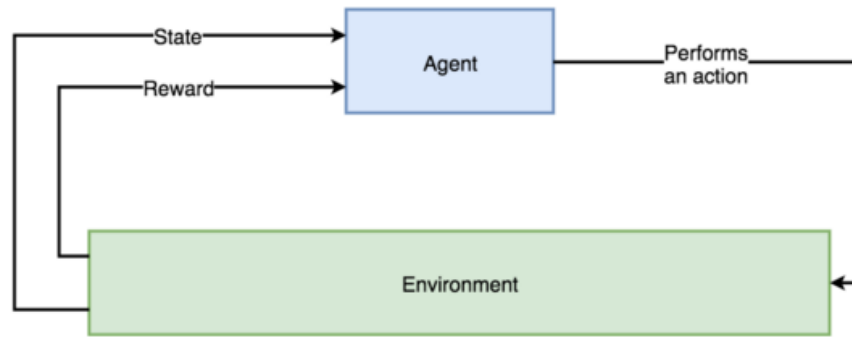 State
Agent
Performs
an action
Reward
Environment